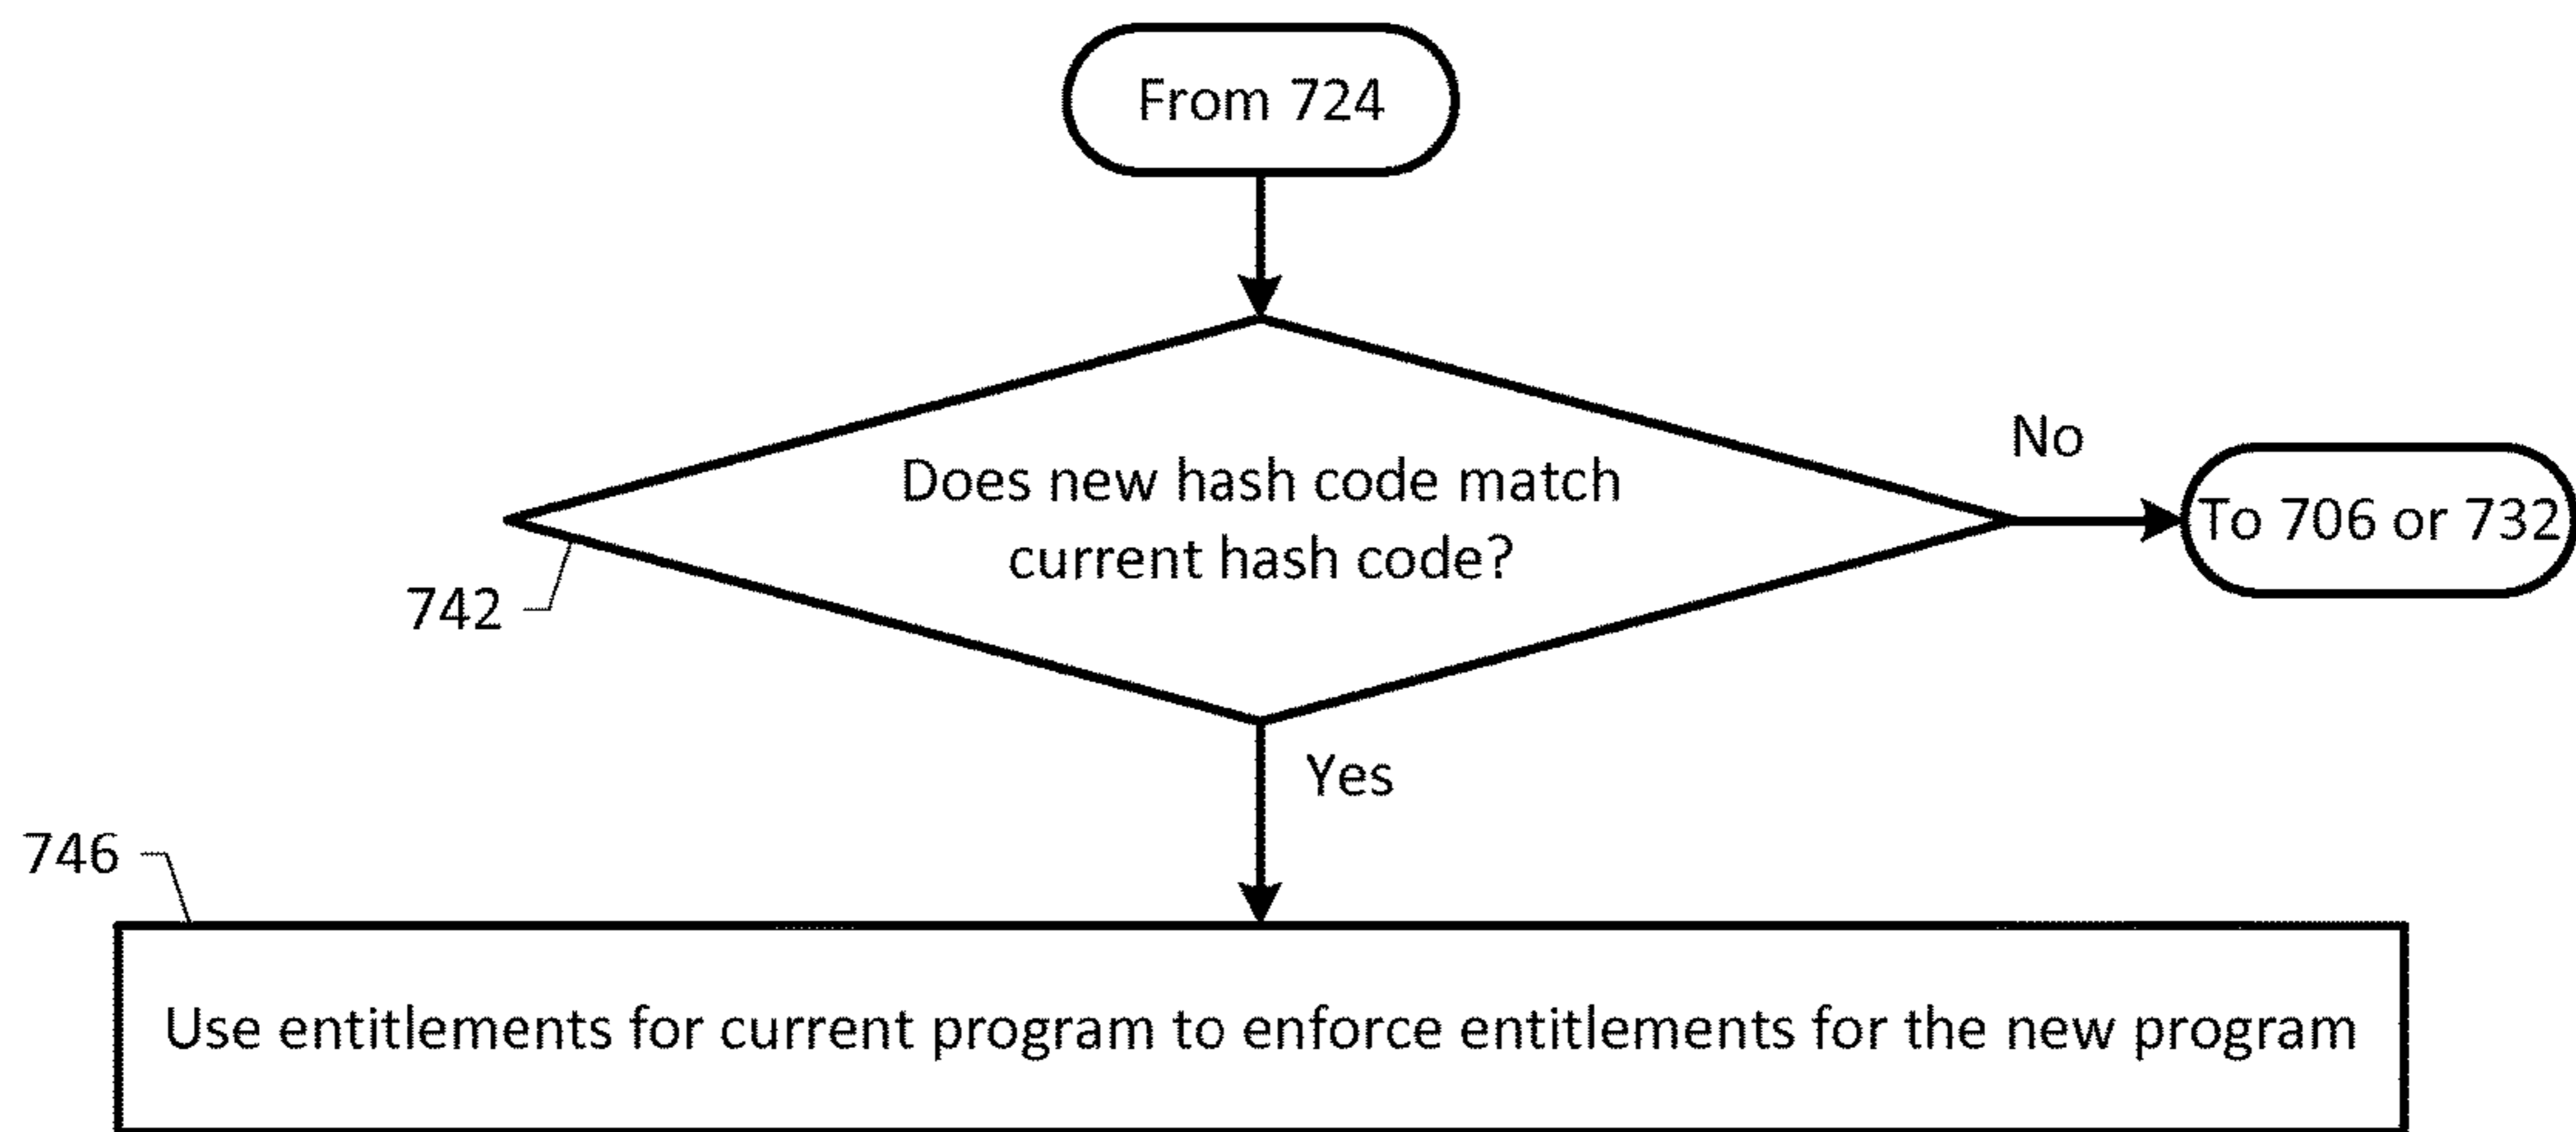 From 724
Does new hash code match
current hash code?
No
To 706 or 732
742
Yes
746
Use entitlements for current program to enforce entitlements for the new program